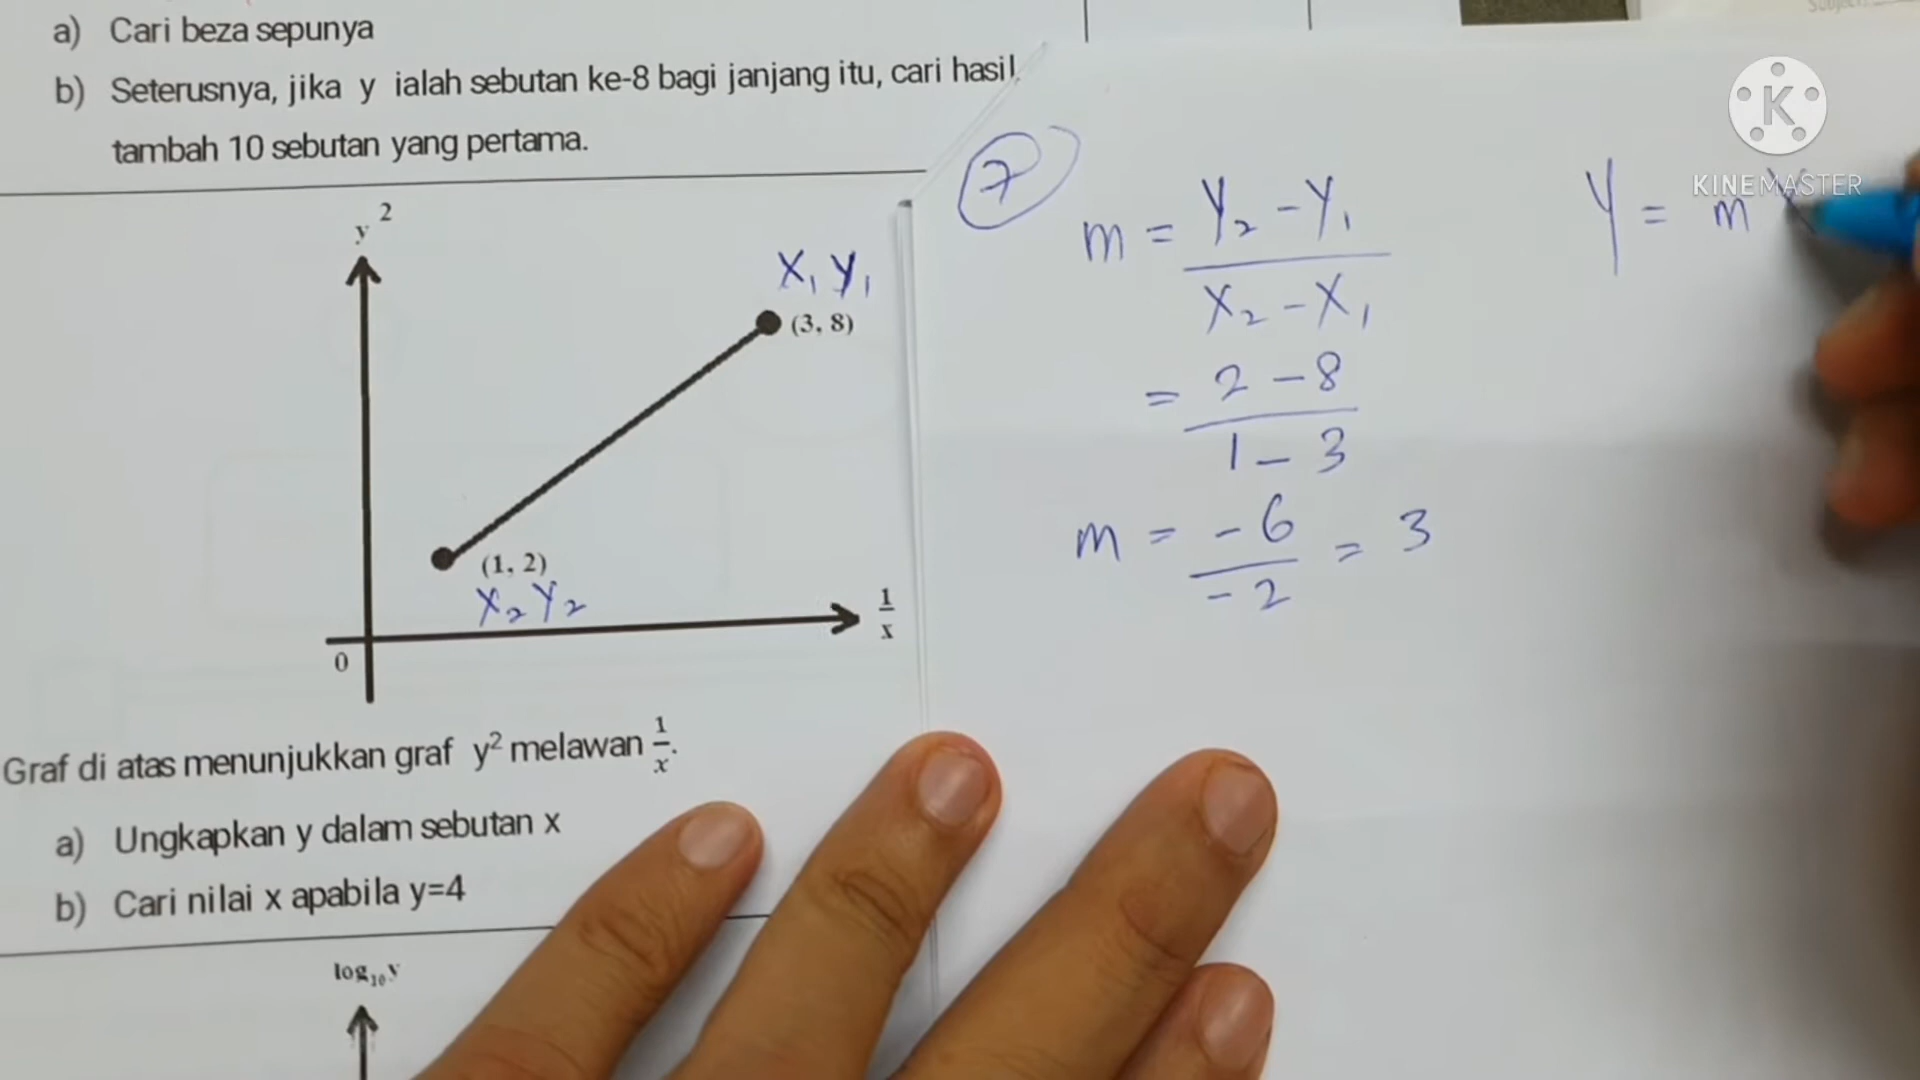 a) Cari beza sepunya
b) Seterusnya, jika y ialah sebutan ke-8 bagi janjang itu, cari hasil
tambah 10 sebutan yang pertama.
y 2
X₁ Y₁
(3, 8)
(1, 2)
X₂ Y₂
0
1/x
Graf di atas menunjukkan graf y² melawan 1/x.
a) Ungkapkan y dalam sebutan x
b) Cari nilai x apabila y=4
log₁₀y
7
m = Y₂ - Y₁ / X₂ - X₁
= 2 - 8 / 1 - 3
m = -6 / -2 = 3
Y = m X
K
KINEMASTER